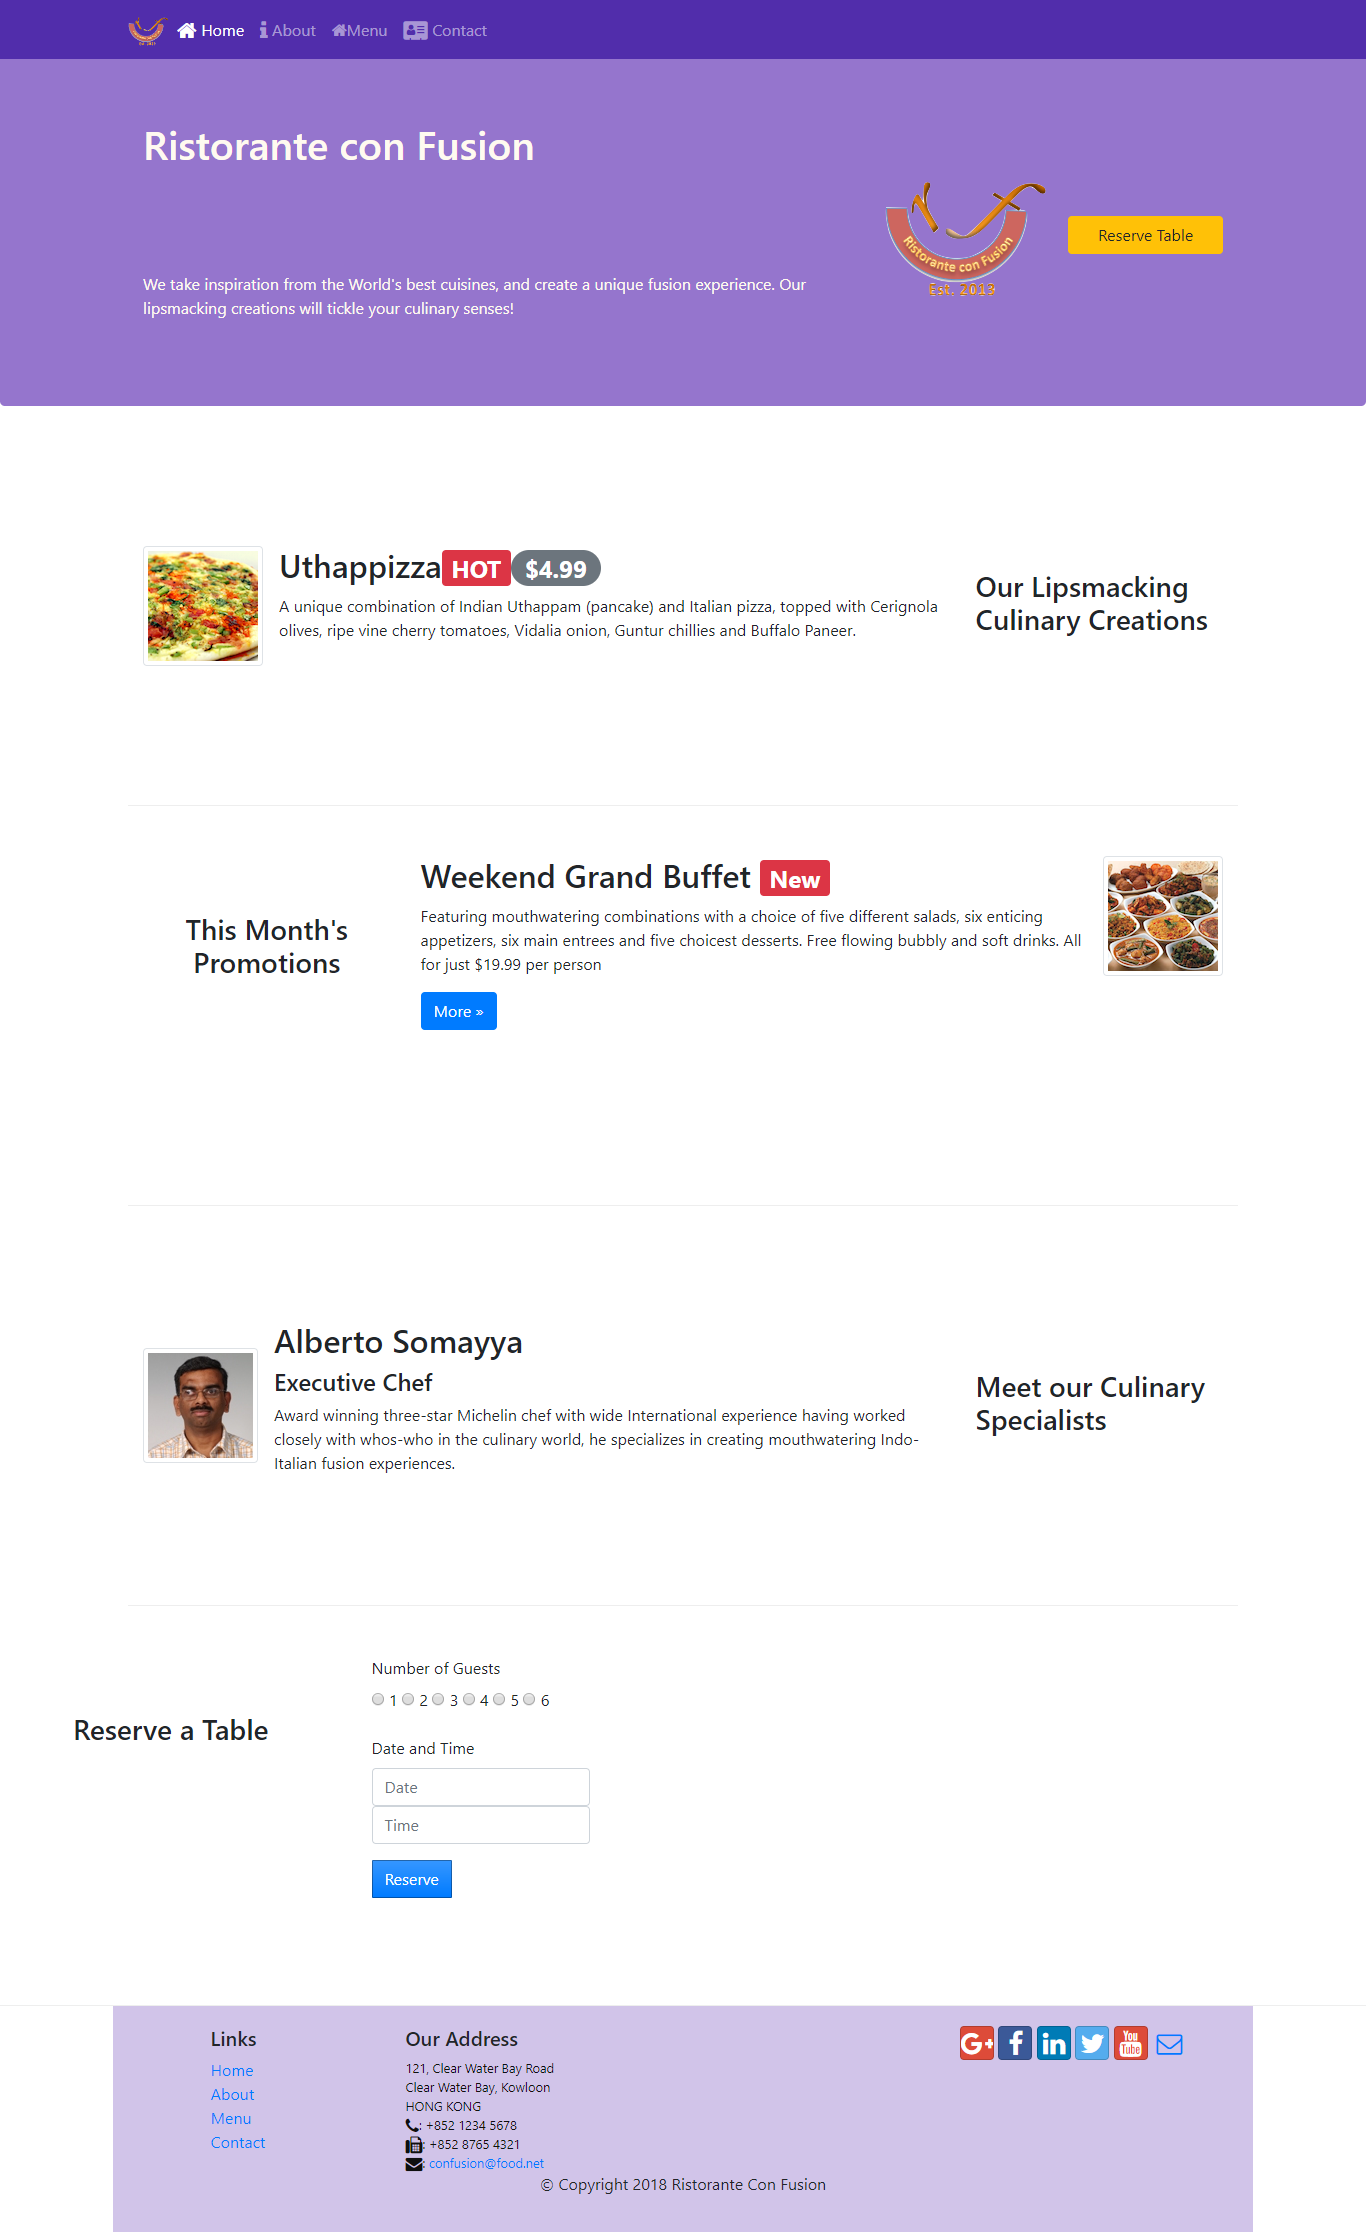 Home About Menu Contact
Ristorante con Fusion
Ristorante con Fusion
Est. 2013
Reserve Table
We take inspiration from the World's best cuisines, and create a unique fusion experience. Our
lipsmacking creations will tickle your culinary senses!
Uthappizza HOT $4.99
A unique combination of Indian Uthappam (pancake) and Italian pizza, topped with Cerignola
olives, ripe vine cherry tomatoes, Vidalia onion, Guntur chillies and Buffalo Paneer.
Our Lipsmacking
Culinary Creations
This Month's
Promotions
Weekend Grand Buffet New
Featuring mouthwatering combinations with a choice of five different salads, six enticing
appetizers, six main entrees and five choicest desserts. Free flowing bubbly and soft drinks. All
for just $19.99 per person
More »
Alberto Somayya
Executive Chef
Award winning three-star Michelin chef with wide International experience having worked
closely with whos-who in the culinary world, he specializes in creating mouthwatering Indo-
Italian fusion experiences.
Meet our Culinary
Specialists
Reserve a Table
Number of Guests
1 2 3 4 5 6
Date and Time
Date
Time
Reserve
Links
Home
About
Menu
Contact
Our Address
121, Clear Water Bay Road
Clear Water Bay, Kowloon
HONG KONG
: +852 1234 5678
: +852 8765 4321
: confusion@food.net
G+ f in You Tube
© Copyright 2018 Ristorante Con Fusion